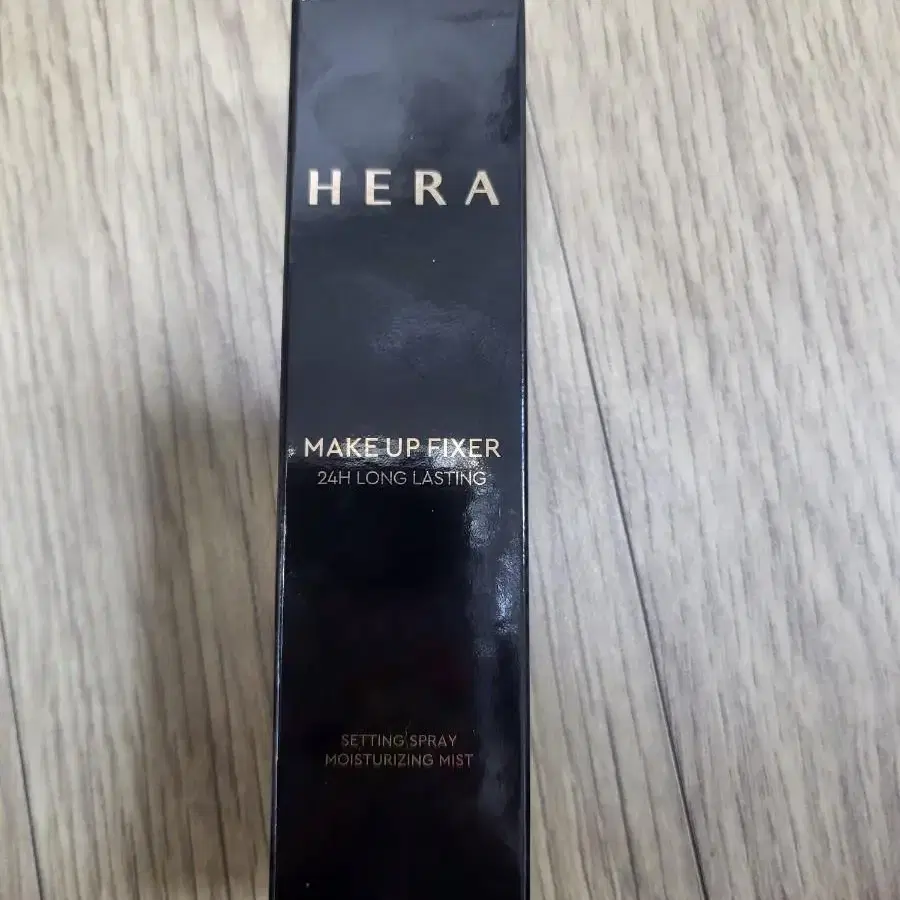 HERA
MAKE UP FIXER
24H LONG LASTING
SETTING SPRAY
MOISTURIZING MIST